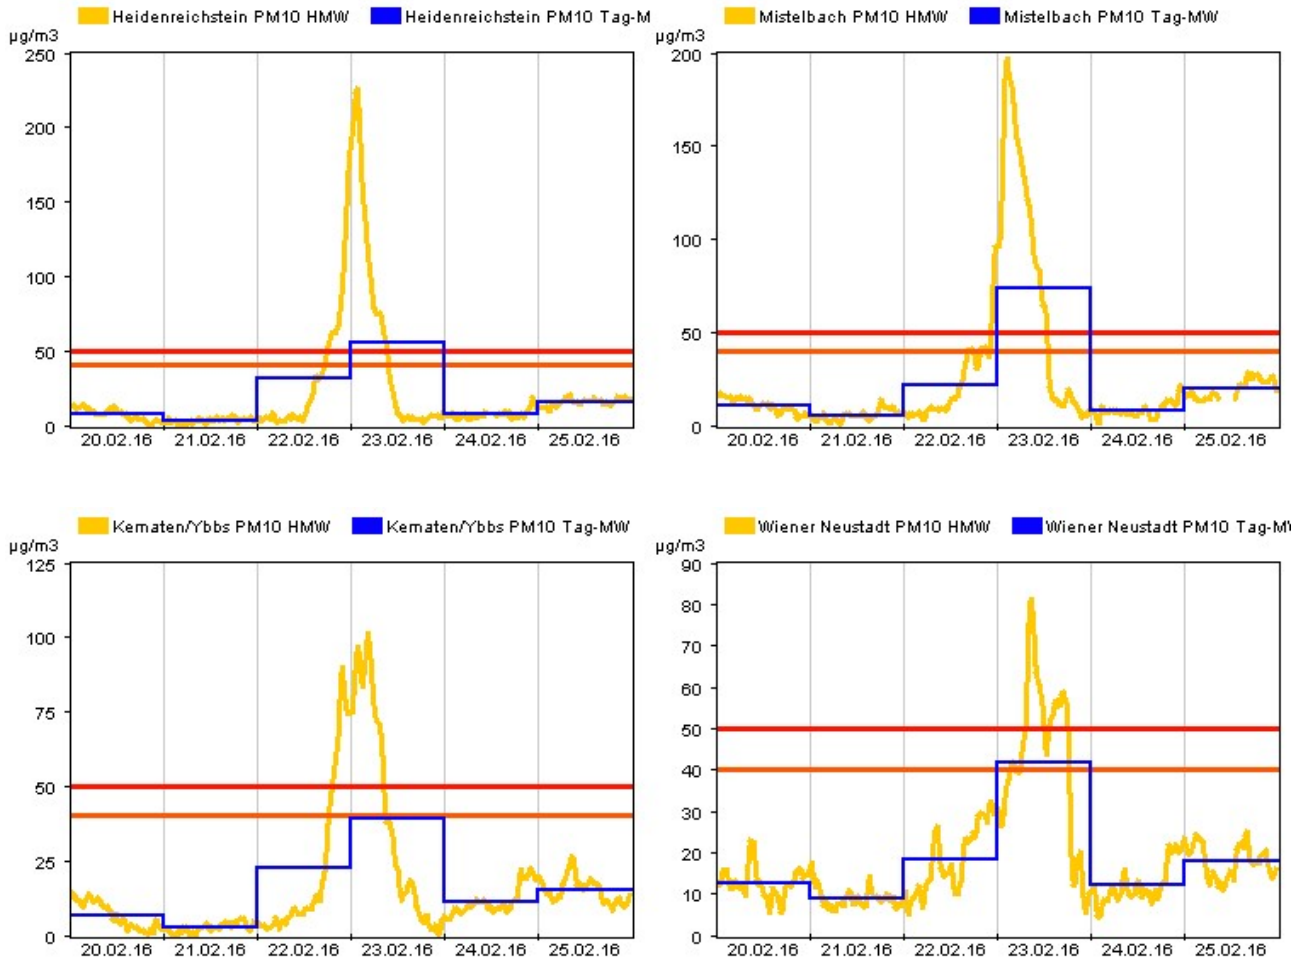 Heidenreichstein PM10 HMW Heidenreichstein PM10 Tag-M
µg/m3
250
200
150
100
50
0
20.02.16 21.02.16 22.02.16 23.02.16 24.02.16 25.02.16
Mistelbach PM10 HMW Mistelbach PM10 Tag-MW
µg/m3
200
150
100
50
0
20.02.16 21.02.16 22.02.16 23.02.16 24.02.16 25.02.16
Kematen/Ybbs PM10 HMW Kematen/Ybbs PM10 Tag-MW
µg/m3
125
100
75
50
25
0
20.02.16 21.02.16 22.02.16 23.02.16 24.02.16 25.02.16
Wiener Neustadt PM10 HMW Wiener Neustadt PM10 Tag-MW
µg/m3
90
80
70
60
50
40
30
20
10
0
20.02.16 21.02.16 22.02.16 23.02.16 24.02.16 25.02.16